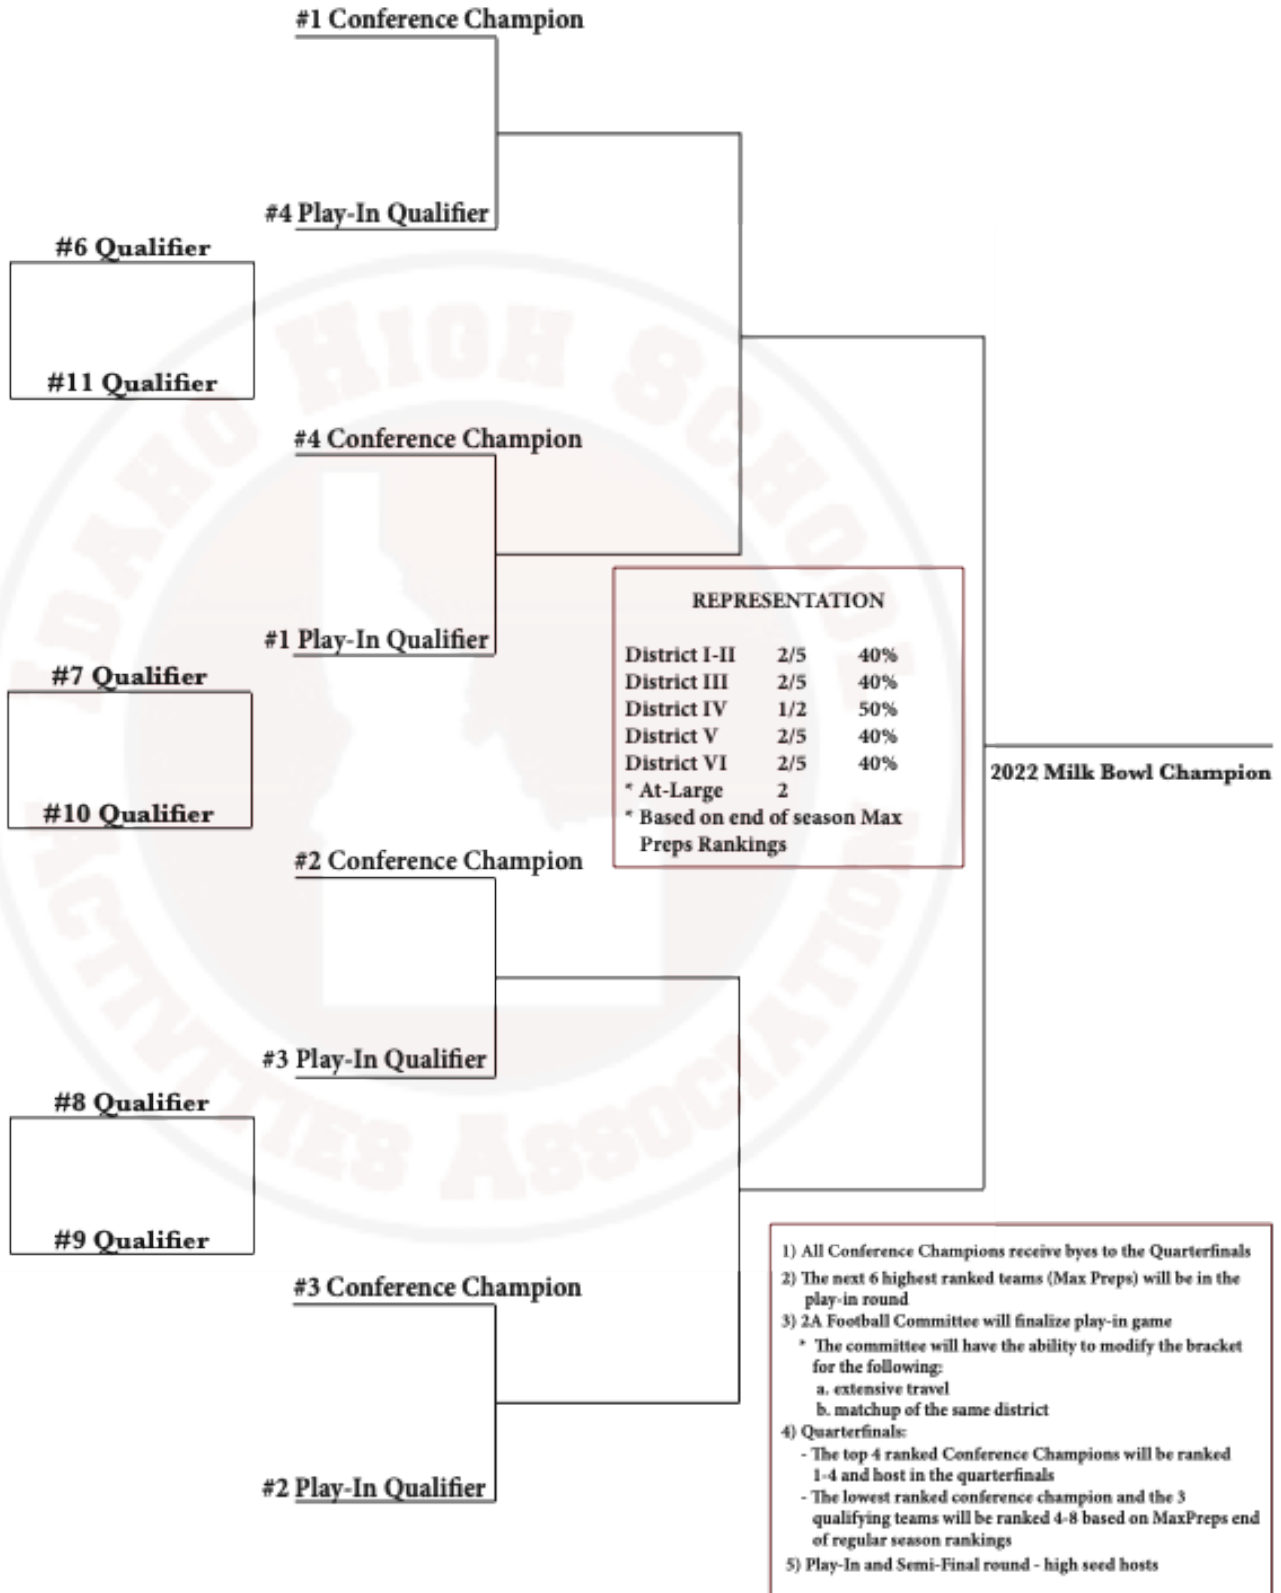 #1 Conference Champion
#4 Play-In Qualifier
#6 Qualifier
#11 Qualifier
#4 Conference Champion
#1 Play-In Qualifier
#7 Qualifier
#10 Qualifier
#2 Conference Champion
#3 Play-In Qualifier
#8 Qualifier
#9 Qualifier
#3 Conference Champion
#2 Play-In Qualifier
REPRESENTATION
District I-II 2/5 40%
District III 2/5 40%
District IV 1/2 50%
District V 2/5 40%
District VI 2/5 40%
* At-Large 2
* Based on end of season Max
Preps Rankings
2022 Milk Bowl Champion
1) All Conference Champions receive byes to the Quarterfinals
2) The next 6 highest ranked teams (Max Preps) will be in the
play-in round
3) 2A Football Committee will finalize play-in game
* The committee will have the ability to modify the bracket
for the following:
a. extensive travel
b. matchup of the same district
4) Quarterfinals:
- The top 4 ranked Conference Champions will be ranked
1-4 and host in the quarterfinals
- The lowest ranked conference champion and the 3
qualifying teams will be ranked 4-8 based on MaxPreps end
of regular season rankings
5) Play-In and Semi-Final round - high seed hosts
IDAHO HIGH SCHOOL
ACTIVITIES ASSOCIATION